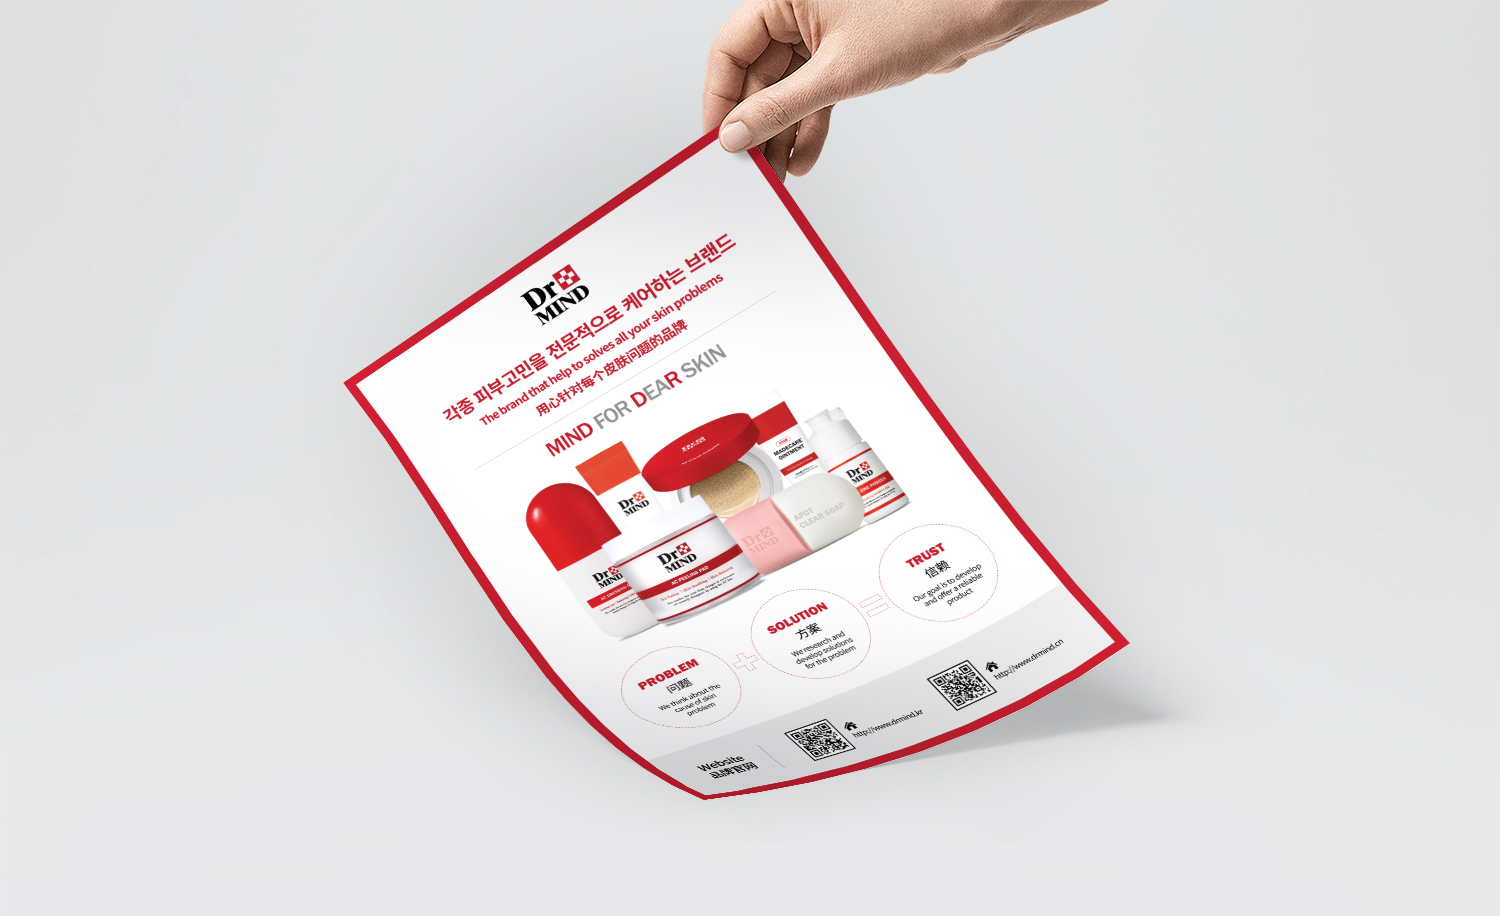 Dr
MIND
각종 피부고민을 전문적으로 케어하는 브랜드
The brand that help to solves all your skin problems
用心针对每个皮肤问题的品牌
MIND FOR DEAR SKIN
Dr
MIND
MADECARE
OINTMENT
Dr
MIND
Dr
MIND
APOT
CLEAR SOAP
Dr
MIND
AC PEELING PAD
Dr
MIND
PROBLEM
问题
We think about the
cause of skin
problem
SOLUTION
方案
We research and
develop solutions
for the problem
TRUST
信赖
Our goal is to develop
and offer a reliable
product
Website
品牌官网
http://www.drmind.kr
http://www.drmind.cn